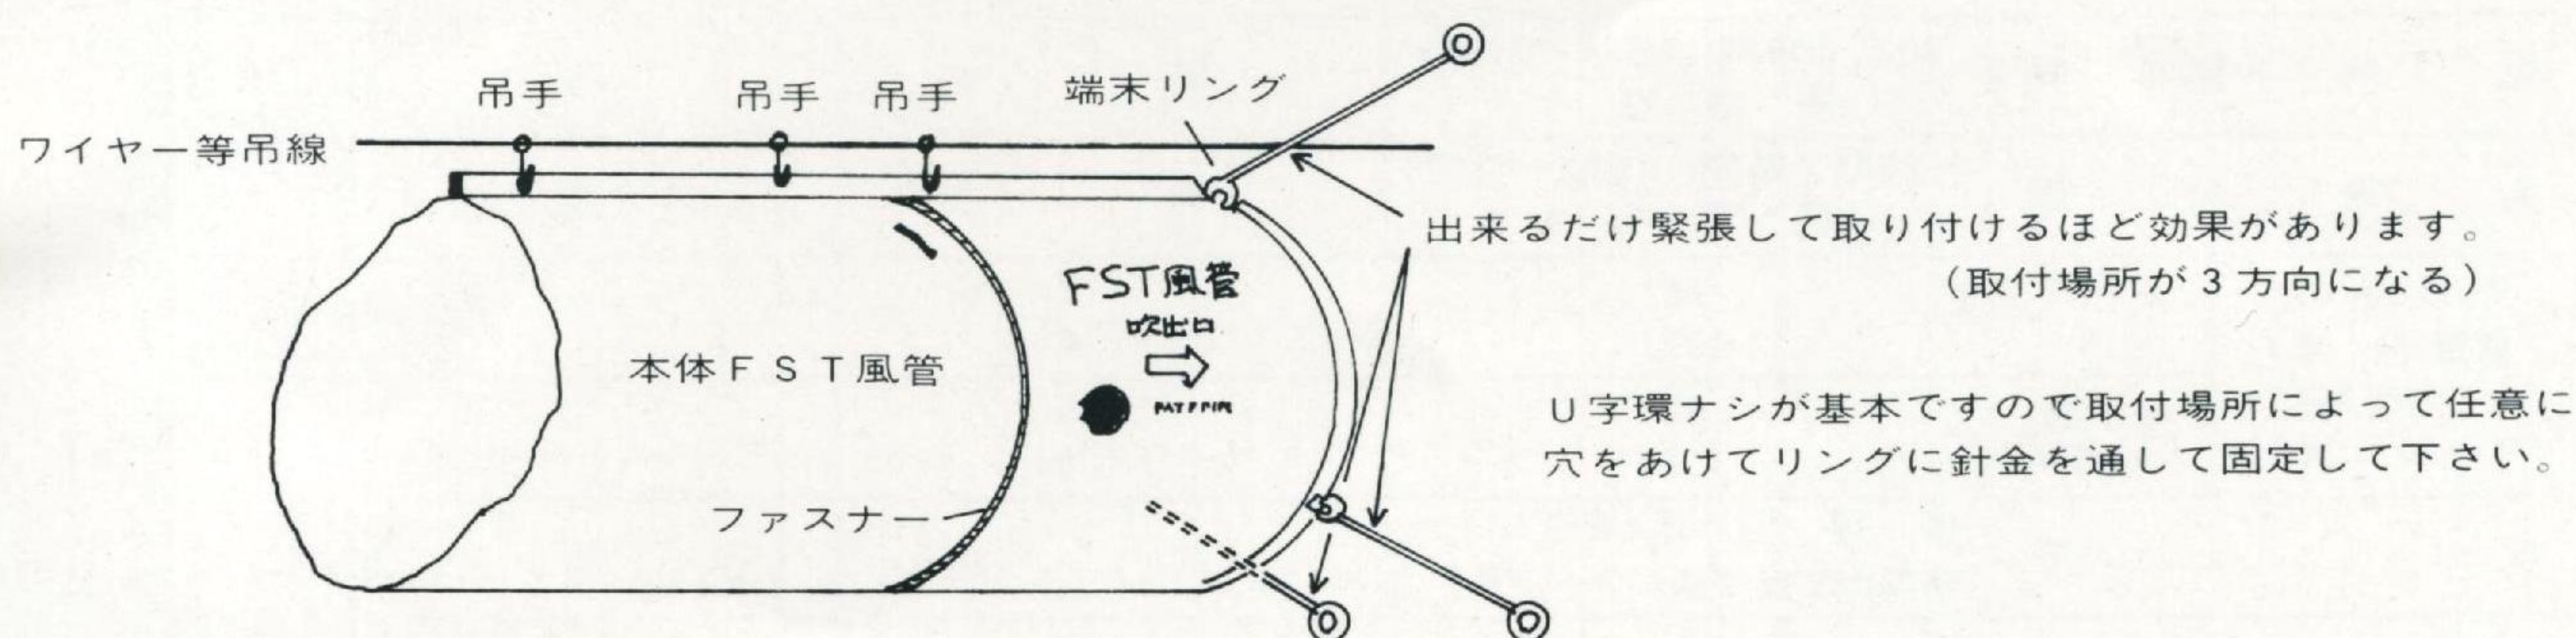 吊手
吊手
吊手
端末リング
ワイヤー等吊線
出来るだけ緊張して取り付けるほど効果があります。
（取付場所が3方向になる）
FST風管
吹出口
本体FST風管
U字環ナシが基本ですので取付場所によって任意に
穴をあけてリングに針金を通して固定して下さい。
ファスナー